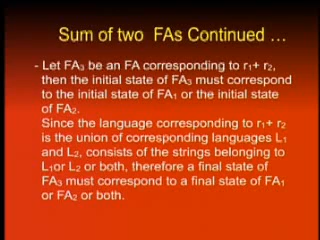 Sum of two FAs Continued …
- Let FA3 be an FA corresponding to r1+ r2,
then the initial state of FA3 must correspond
to the initial state of FA1 or the initial state
of FA2.
Since the language corresponding to r1+ r2
is the union of corresponding languages L1
and L2, consists of the strings belonging to
L1or L2 or both, therefore a final state of
FA3 must correspond to a final state of FA1
or FA2 or both.